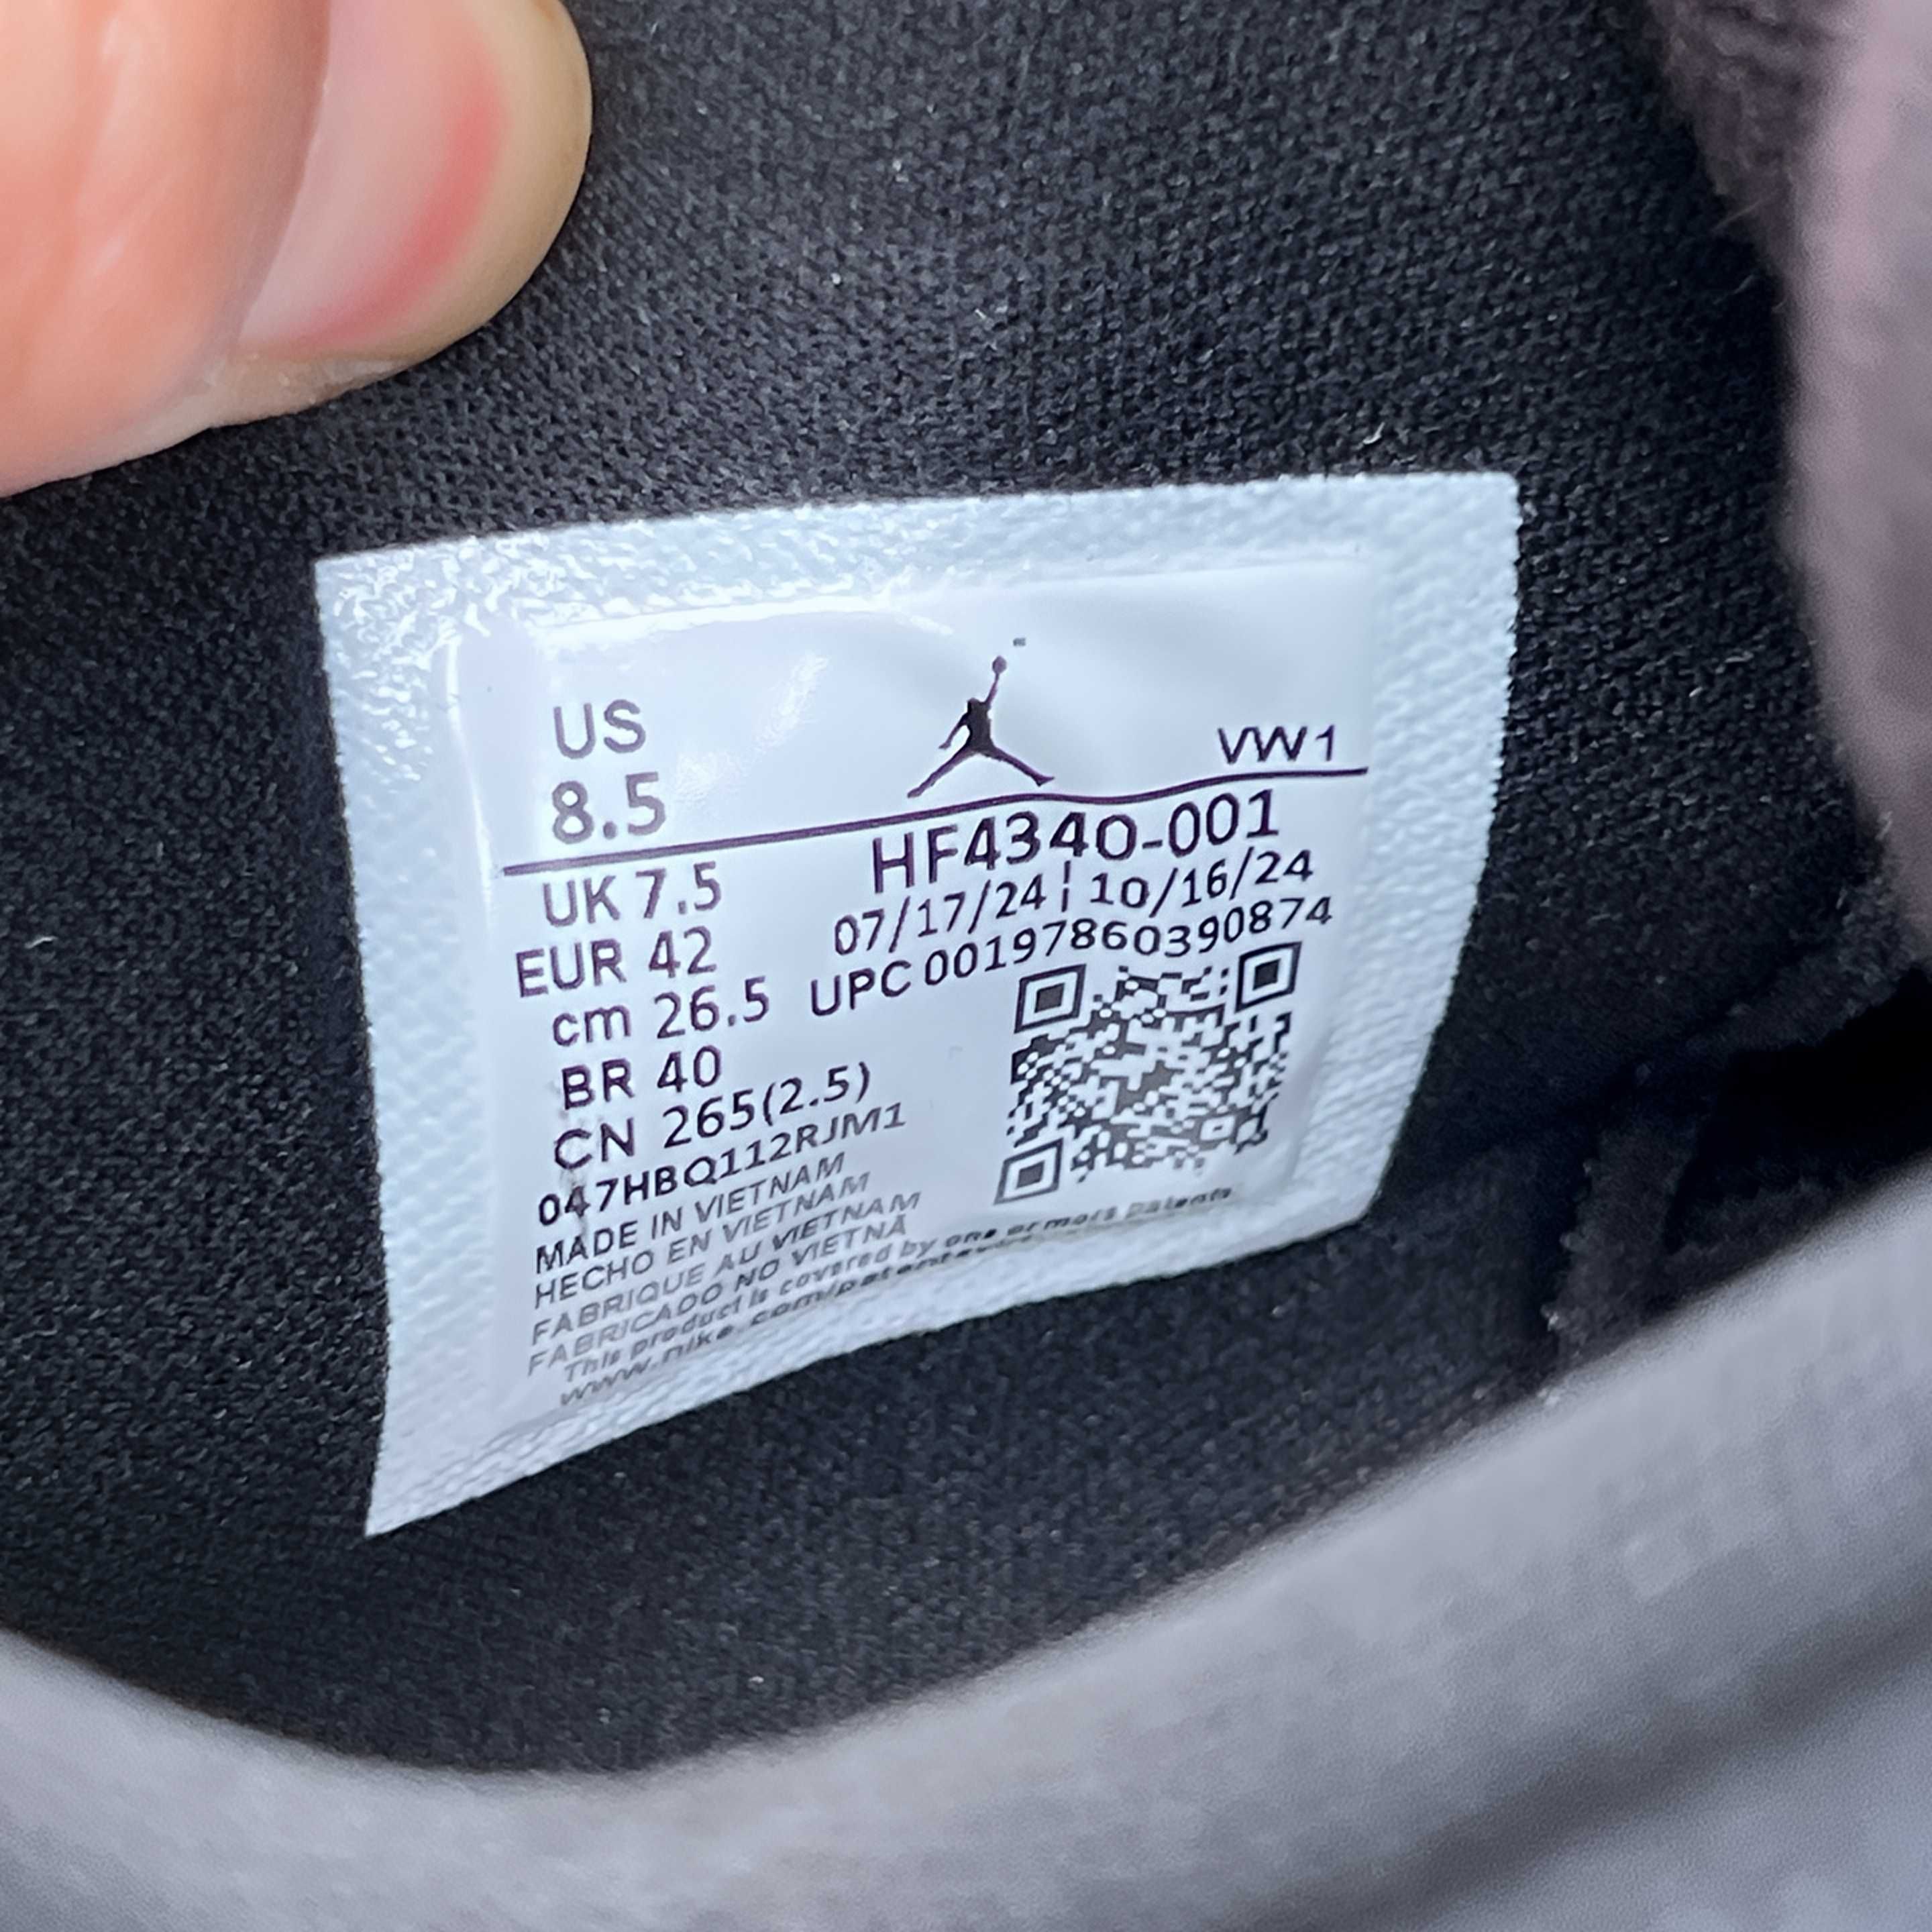 US
8.5
VW1
UK 7.5
HF4340-001
EUR 42
07/17/24 ¦ 10/16/24
cm 26.5
UPC 00197860390874
BR 40
CN 265(2.5)
047HBQ112RJM1
MADE IN VIETNAM
HECHO EN VIETNAM
FABRIQUE AU VIETNAM
FABRICADO NO VIETNÃ
This product is covered by one or more patents
www.nike.com/patents